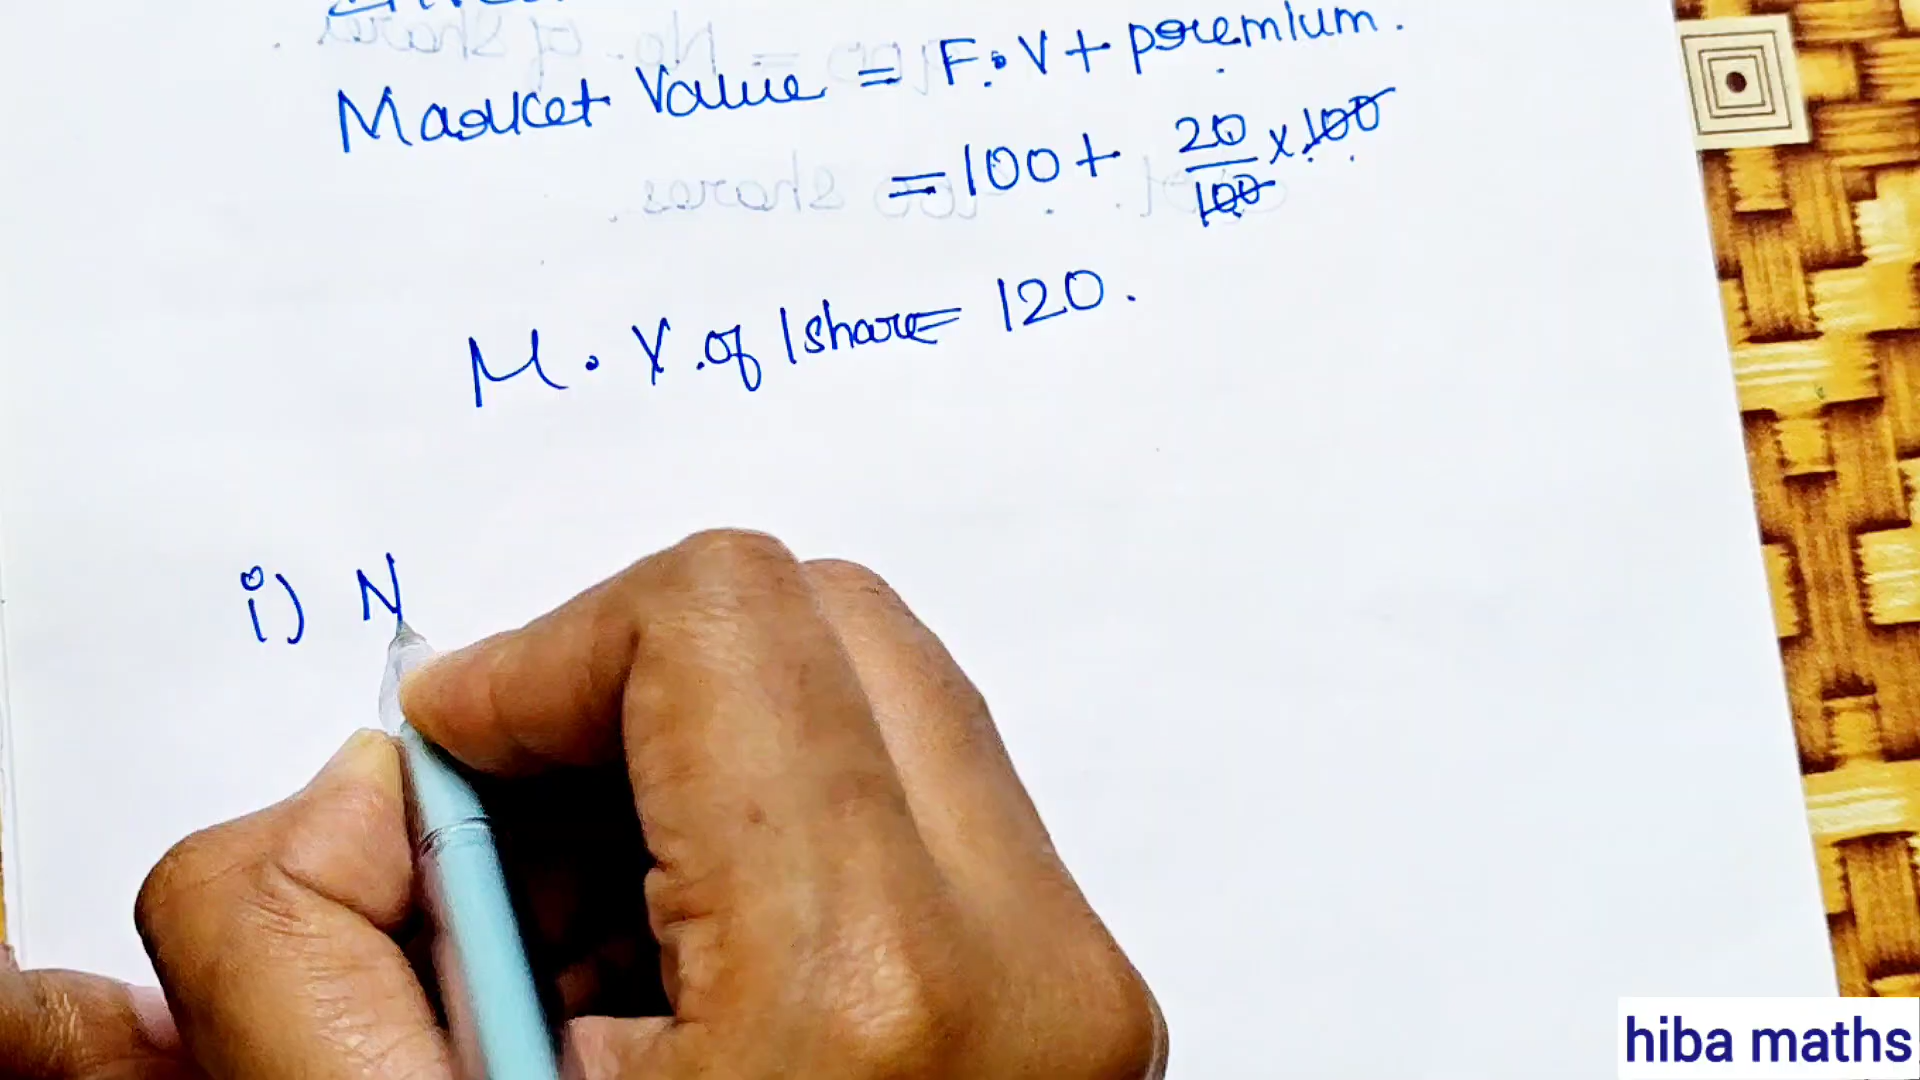 Market Value = F.V + premium.
= 100 + 20/100 × 100
M.V. of 1 share = 120.
i) N
hiba maths